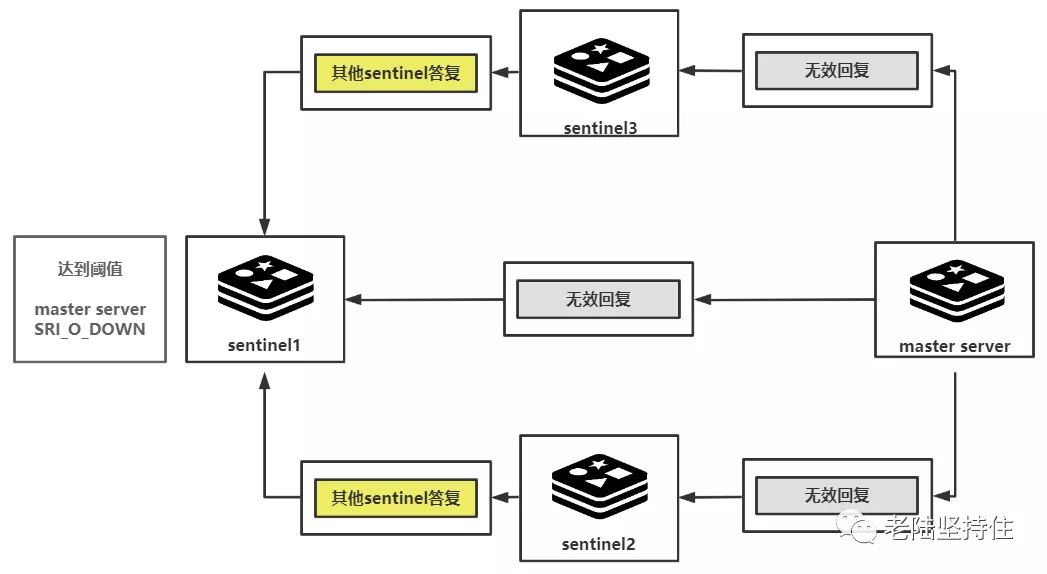 其他sentinel答复
sentinel3
无效回复
达到阈值
master server
SRI_O_DOWN
sentinel1
无效回复
master server
其他sentinel答复
sentinel2
无效回复
老陆坚持住